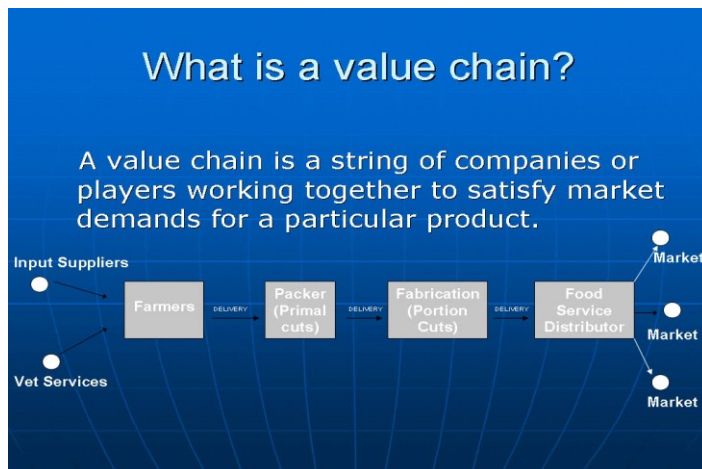 What is a value chain?
A value chain is a string of companies or
players working together to satisfy market
demands for a particular product.
Input Suppliers
Vet Services
Farmers
DELIVERY
Packer
(Primal
cuts)
DELIVERY
Fabrication
(Portion
Cuts)
DELIVERY
Food
Service
Distributor
Market
Market
Market